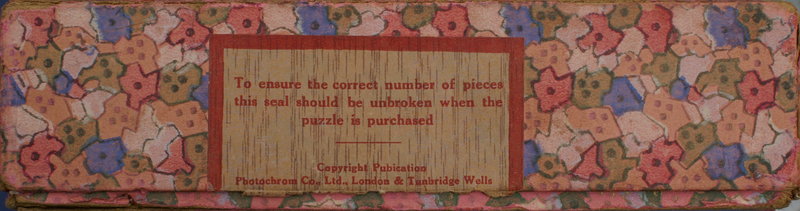 To ensure the correct number of pieces
this seal should be unbroken when the
puzzle is purchased
Copyright Pubication
Photochrom Co., Ltd., London & Tunbridge Wells